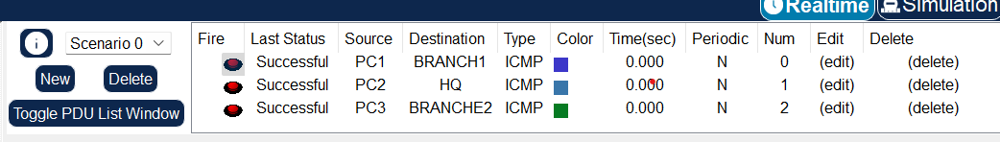 Realtime Simulation
i Scenario 0
New Delete
Toggle PDU List Window
Fire Last Status Source Destination Type Color Time(sec) Periodic Num Edit Delete
Successful PC1 BRANCH1 ICMP 0.000 N 0 (edit) (delete)
Successful PC2 HQ ICMP 0.000 N 1 (edit) (delete)
Successful PC3 BRANCHE2 ICMP 0.000 N 2 (edit) (delete)